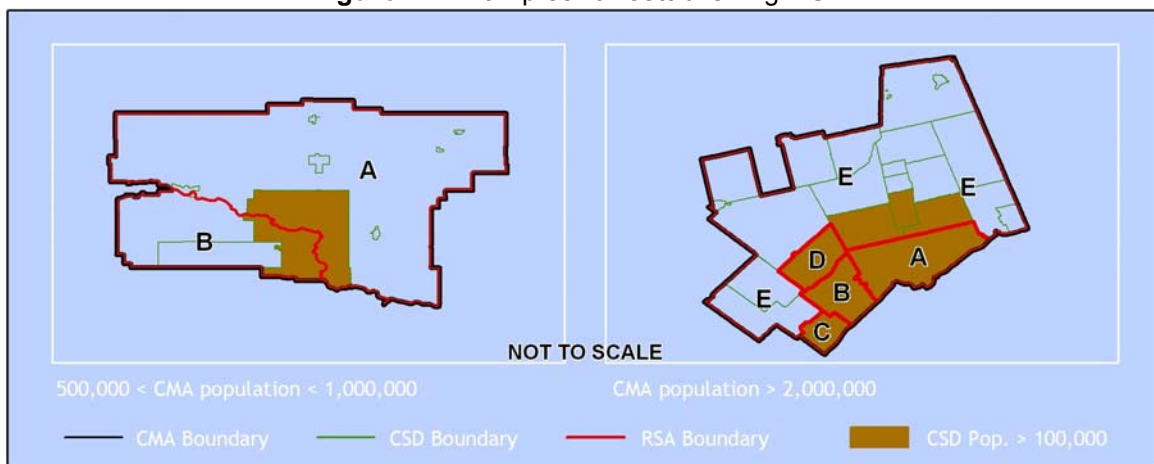 A
B
E
E
D
A
B
E
C
NOT TO SCALE
500,000 < CMA population < 1,000,000
CMA population > 2,000,000
CMA Boundary
CSD Boundary
RSA Boundary
CSD Pop. > 100,000